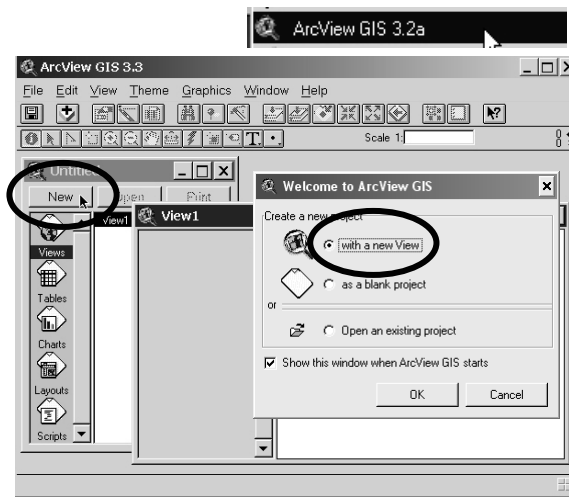 ArcView GIS 3.2a
ArcView GIS 3.3
File Edit View Theme Graphics Window Help
Scale 1:
New Open Print
View1
Views
Tables
Charts
Layouts
Scripts
View1
Welcome to ArcView GIS
Create a new project
with a new View
as a blank project
or
Open an existing project
Show this window when ArcView GIS starts
OK Cancel